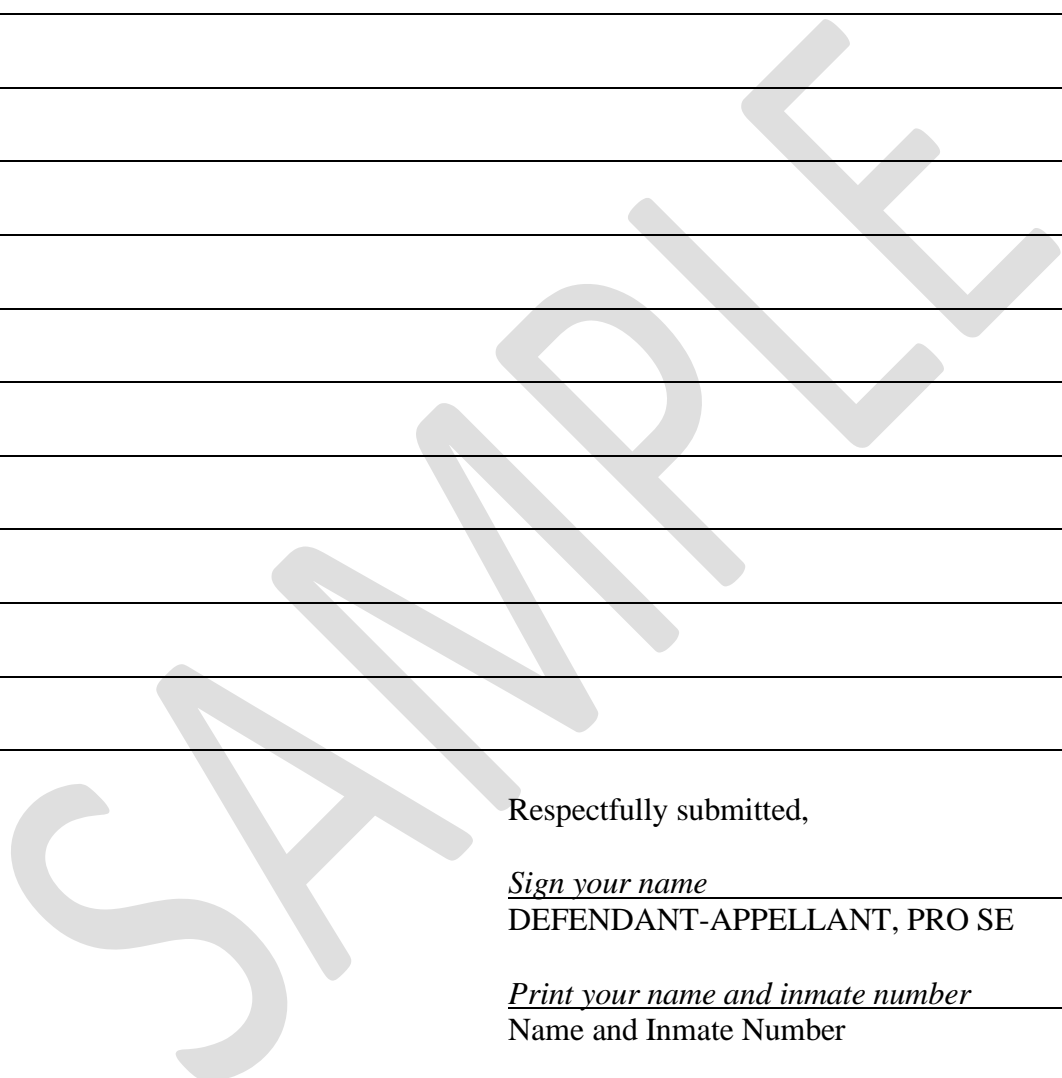 SAMPLE
Respectfully submitted,
Sign your name
DEFENDANT-APPELLANT, PRO SE
Print your name and inmate number
Name and Inmate Number